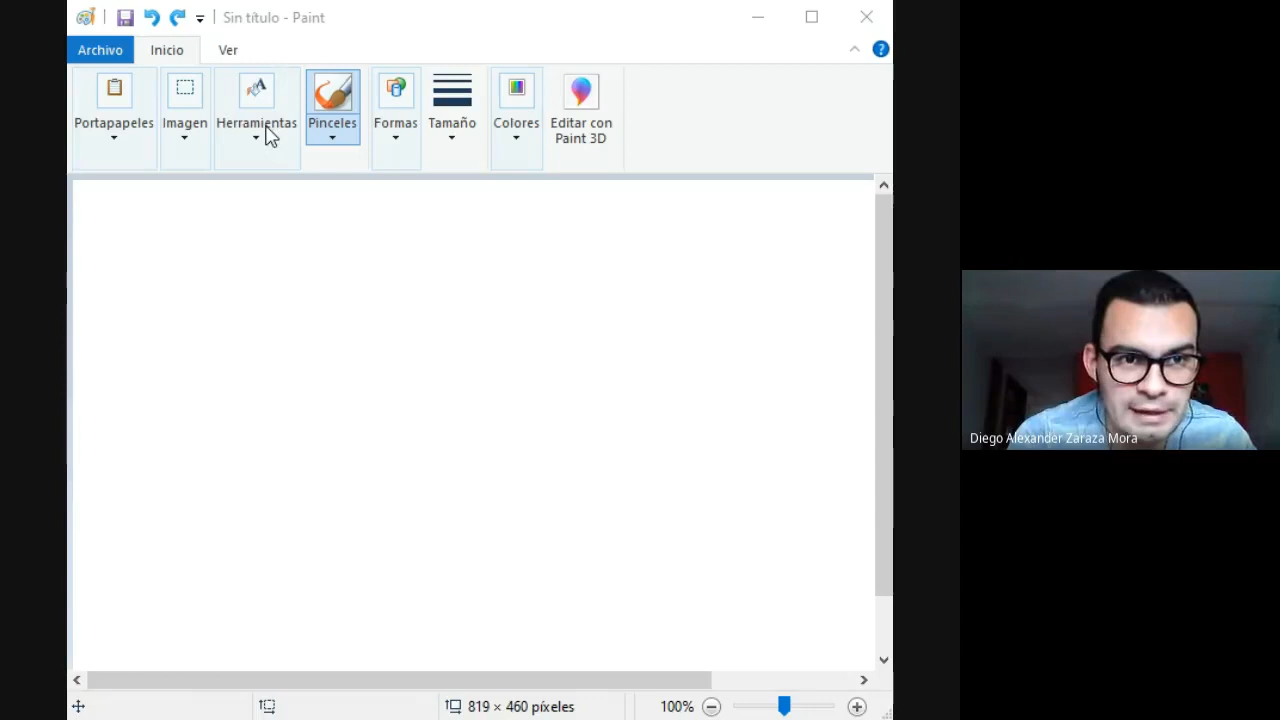 Sin título - Paint
Archivo Inicio Ver
Portapapeles Imagen Herramientas Pinceles Formas Tamaño Colores Editar con
Paint 3D
Diego Alexander Zaraza Mora
819 × 460 píxeles 100%